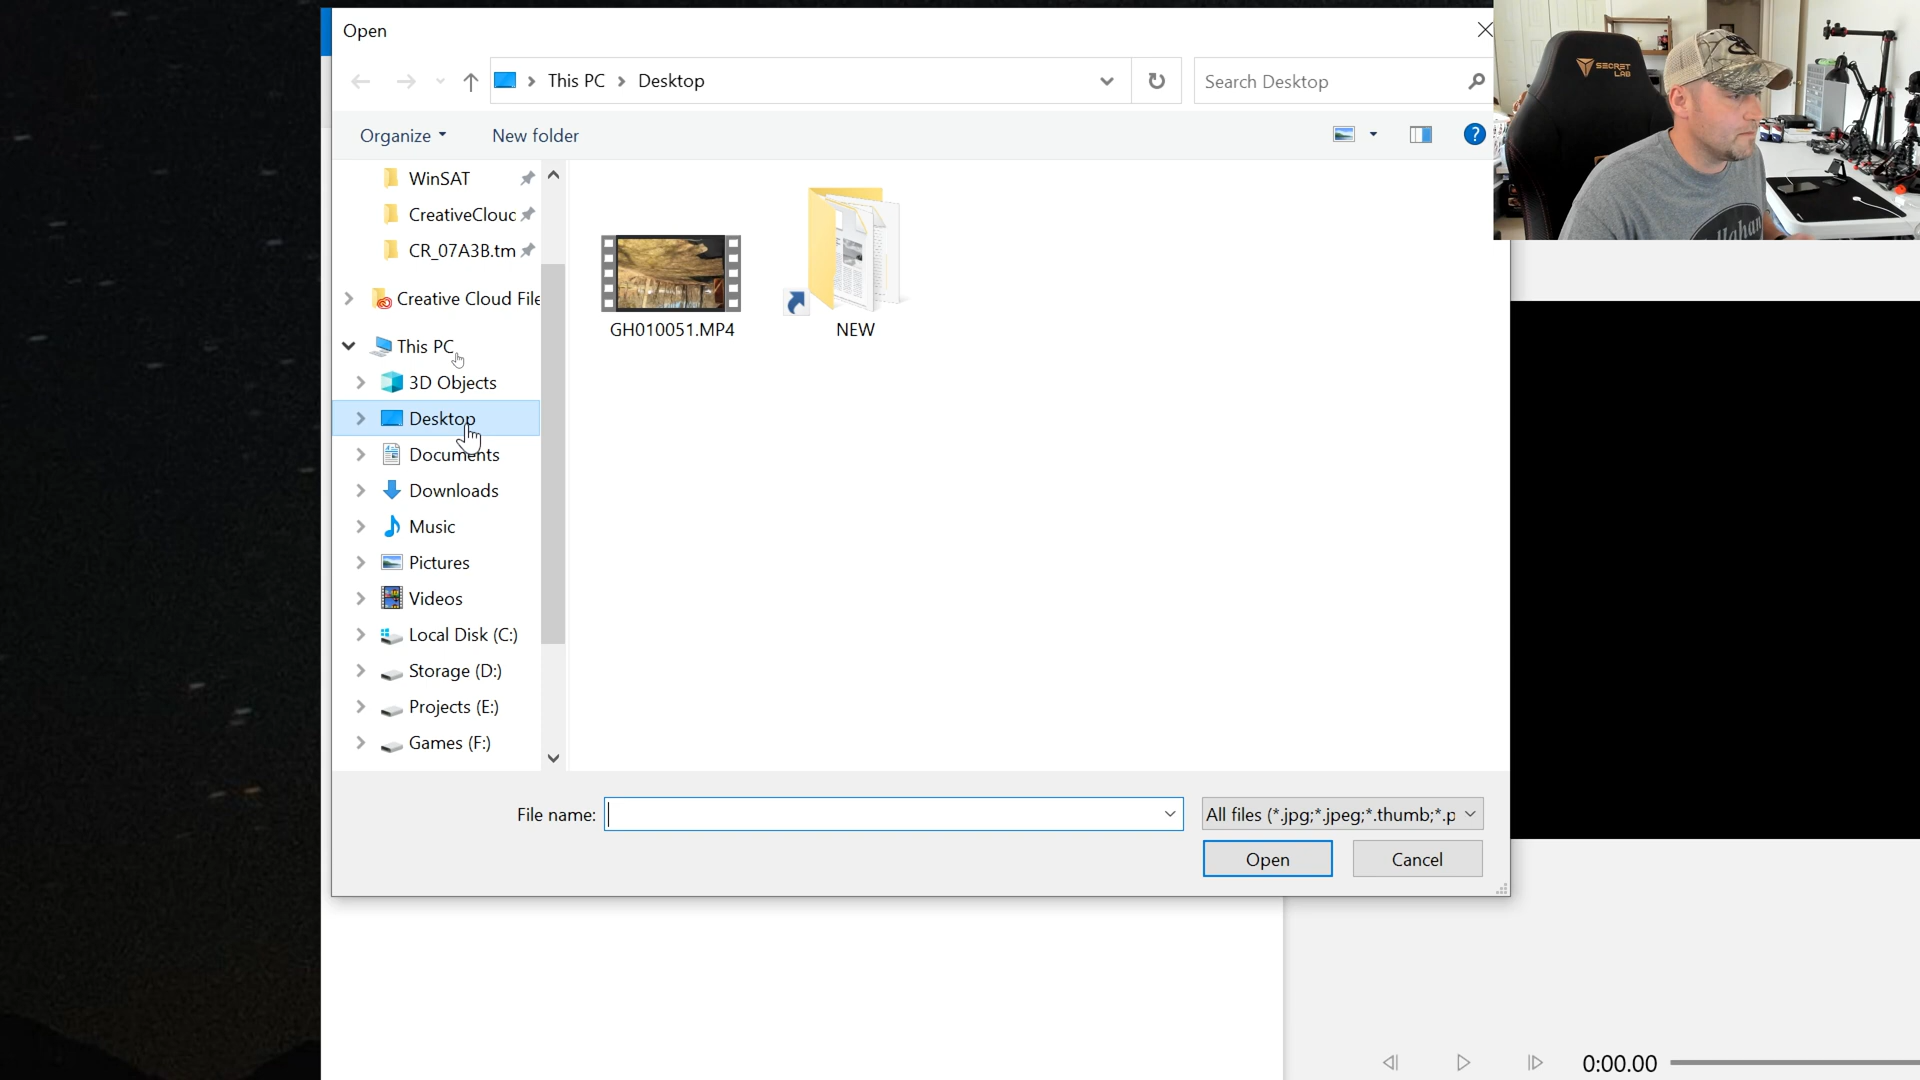 Open
This PC
Desktop
Search Desktop
Organize
New folder
?
WinSAT
CreativeClouc
CR_07A3B.tm
Creative Cloud File
This PC
3D Objects
Desktop
Documents
Downloads
Music
Pictures
Videos
Local Disk (C:)
Storage (D:)
Projects (E:)
Games (F:)
GH010051.MP4
NEW
File name:
All files (*.jpg;*.jpeg;*.thumb;*.p
Open
Cancel
0:00.00
SECRET
LAB